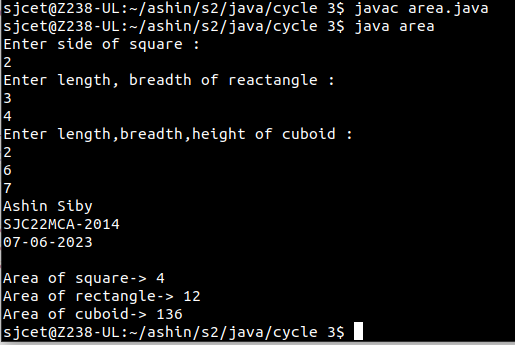 sjcet@Z238-UL:~/ashin/s2/java/cycle 3$ javac area.java
sjcet@Z238-UL:~/ashin/s2/java/cycle 3$ java area
Enter side of square :
2
Enter length, breadth of reactangle :
3
4
Enter length,breadth,height of cuboid :
2
6
7
Ashin Siby
SJC22MCA-2014
07-06-2023

Area of square-> 4
Area of rectangle-> 12
Area of cuboid-> 136
sjcet@Z238-UL:~/ashin/s2/java/cycle 3$